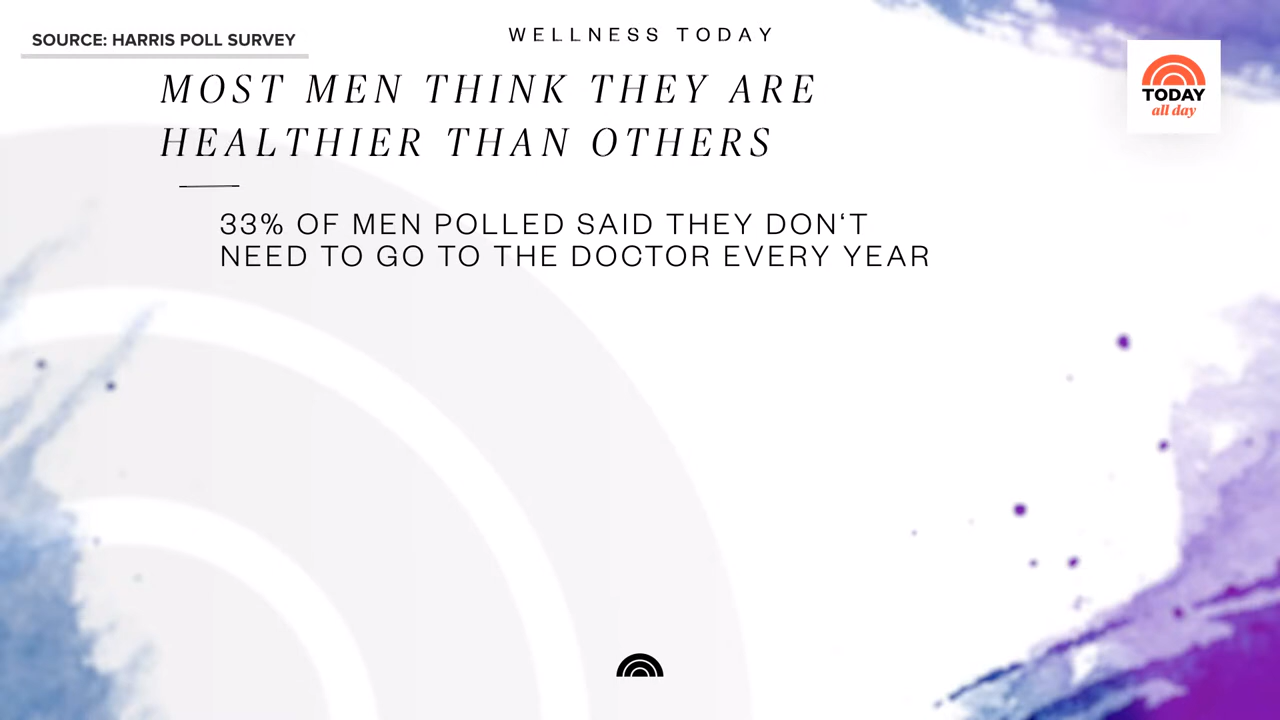 SOURCE: HARRIS POLL SURVEY
WELLNESS TODAY
MOST MEN THINK THEY ARE
HEALTHIER THAN OTHERS
33% OF MEN POLLED SAID THEY DON‘T
NEED TO GO TO THE DOCTOR EVERY YEAR
TODAY
all day